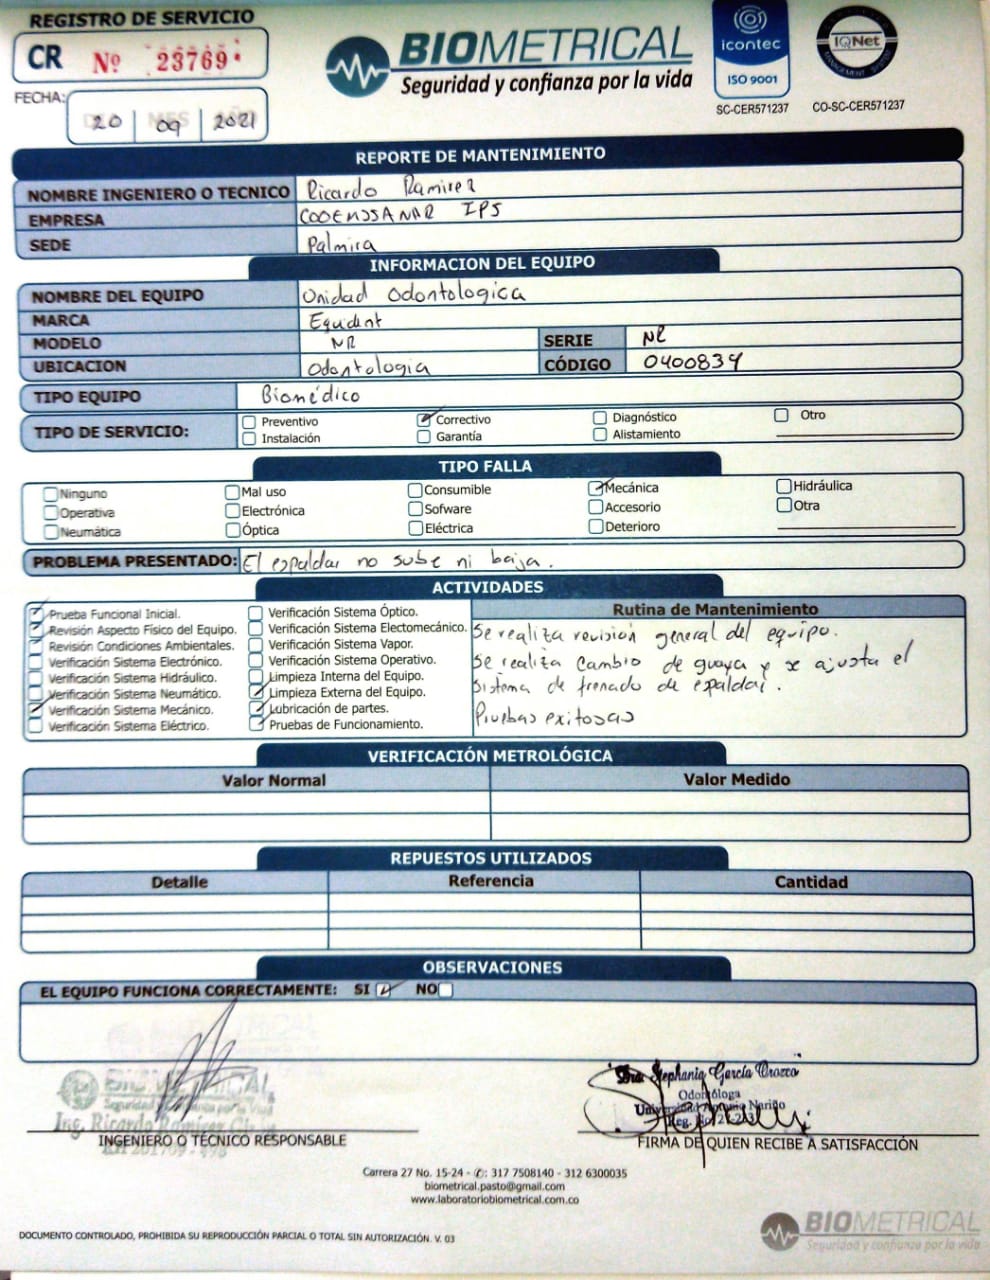 REGISTRO DE SERVICIO
CR Nº 23769
FECHA:
20 09 2021
BIOMETRICAL
Seguridad y confianza por la vida
icontec
ISO 9001
SC-CER571237
IQNet
CO-SC-CER571237
REPORTE DE MANTENIMIENTO
NOMBRE INGENIERO O TECNICO Ricardo Ramirez
EMPRESA CODEMSSANAR IPS
SEDE Palmira
INFORMACION DEL EQUIPO
NOMBRE DEL EQUIPO Unidad Odontologica
MARCA Equident
MODELO NR SERIE NR
UBICACION Odontologia CÓDIGO 0400834
TIPO EQUIPO Biomédico
TIPO DE SERVICIO:
Preventivo Correctivo Diagnóstico Otro
Instalación Garantía Alistamiento
TIPO FALLA
Ninguno Mal uso Consumible Mecánica Hidráulica
Operativa Electrónica Sofware Accesorio Otra
Neumática Óptica Eléctrica Deterioro
PROBLEMA PRESENTADO: El espaldar no sube ni baja.
ACTIVIDADES
Prueba Funcional Inicial.
Revisión Aspecto Físico del Equipo.
Revisión Condiciones Ambientales.
Verificación Sistema Electrónico.
Verificación Sistema Hidráulico.
Verificación Sistema Neumático.
Verificación Sistema Mecánico.
Verificación Sistema Eléctrico.
Verificación Sistema Óptico.
Verificación Sistema Electomecánico.
Verificación Sistema Vapor.
Verificación Sistema Operativo.
Limpieza Interna del Equipo.
Limpieza Externa del Equipo.
Lubricación de partes.
Pruebas de Funcionamiento.
Rutina de Mantenimiento
Se realiza revisión general del equipo.
Se realiza cambio de guaya y se ajusta el
sistema de frenado de espaldar.
Pruebas exitosas
VERIFICACIÓN METROLÓGICA
Valor Normal Valor Medido
REPUESTOS UTILIZADOS
Detalle Referencia Cantidad
OBSERVACIONES
EL EQUIPO FUNCIONA CORRECTAMENTE: SI NO
BIOMETRICAL
Seguridad y confianza por la vida
Ing. Ricardo Ramírez
INGENIERO O TECNICO RESPONSABLE
Dra. Stephania García Orozco
Odontóloga
Universidad Antonio Nariño
Reg. No.
FIRMA DE QUIEN RECIBE A SATISFACCIÓN
Carrera 27 No. 15-24 - : 317 7508140 - 312 6300035
biometrical.pasto@gmail.com
www.laboratoriobiometrical.com.co
BIOMETRICAL
Seguridad y confianza por la vida
DOCUMENTO CONTROLADO, PROHIBIDA SU REPRODUCCIÓN PARCIAL O TOTAL SIN AUTORIZACIÓN. V. 03